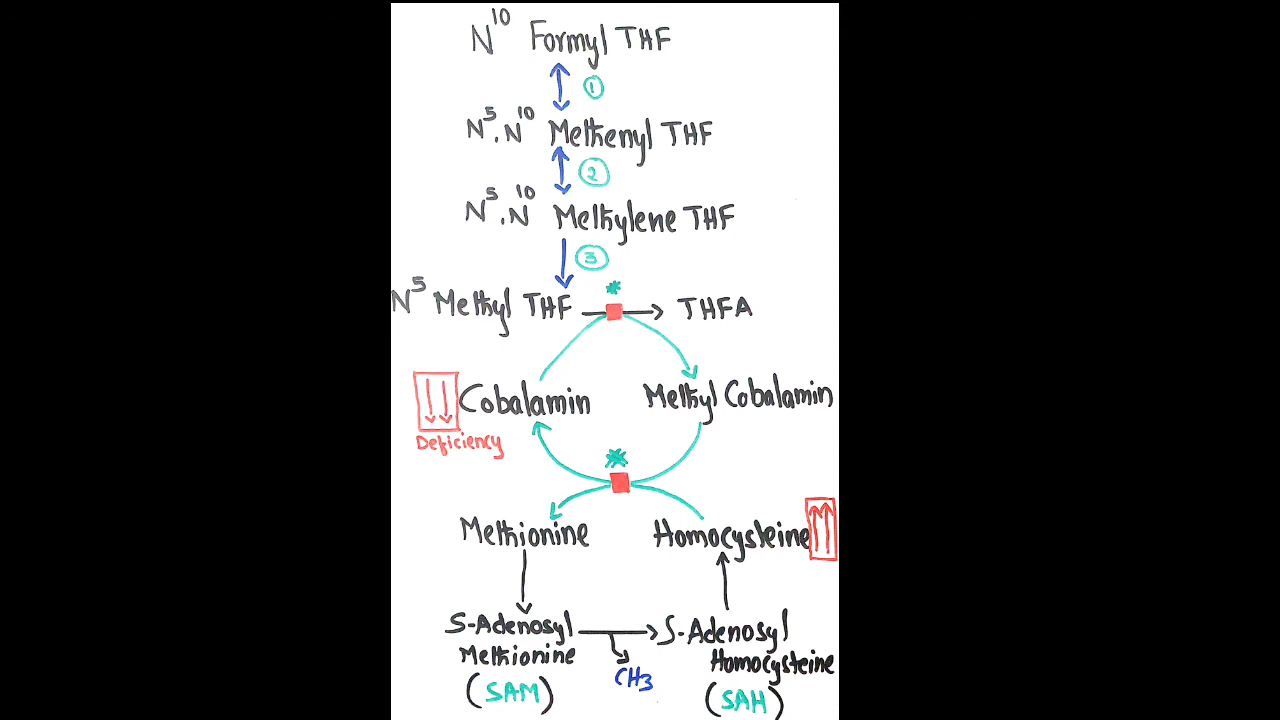 N10 Formyl THF
1
N5, N10 Methenyl THF
2
N5, N10 Methylene THF
3
N5 Methyl THF → * THFA
↓↓ Cobalamin Methyl Cobalamin
Deficiency
*
Methionine Homocysteine ↑↑
S-Adenosyl Methionine → S-Adenosyl Homocysteine
CH3
(SAM) (SAH)